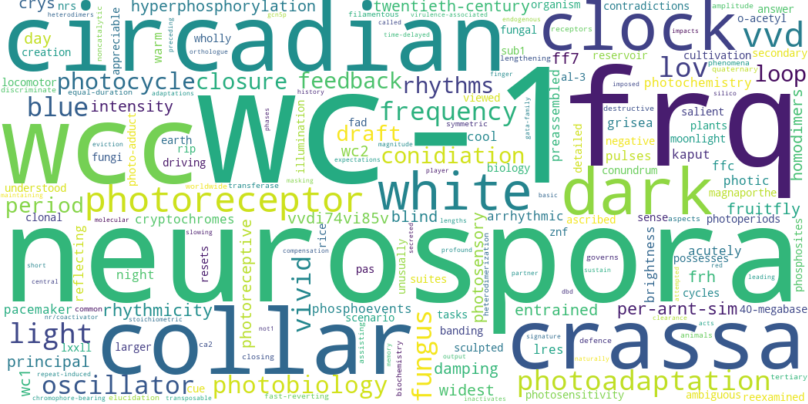 crys nrs hyperphosphorylation twentieth-century organism contradictions amplitude answer
heterodimers filamentous virulence-associated endogenous
circadian clock vvd
day creation noncatalytic appreciable warm wholly called time-delayed fungal receptors impacts o-acetyl
preceding orthologue sub1 lengthening ff7 reservoir cultivation phenomena secondary
locomotor discriminate equal-duration adaptations photocycle closure feedback rhythms finger al-3 lov photochemistry quaternary loop
blue intensity history frequency viewed gate-family preassembled imposed silico
wcc wc-1 frq
photo-adduct eviction earth rip driving phases illumination fad draft symmetric cool destructive salient homodimers
fungi wc2 magnitude conidiation detailed grisea plants
expectations negative pulses moonlight kaput
understood worldwide transferase masking player biology conundrum ffc photic
period photoreceptor white basic dark magnaporthe
clonal molecular cryptochromes vvdi74vi85v blind lengths arrhythmic ascribed sense aspects photoperiods fruitfly
neurospora
reflecting slowing compensation rice znf phosphosites
short central night resets photoreceptive vivid pas unusually secreted profound photosensory heterodimerization governs sustain brightness acutely possesses red
suites partner attempted frh cycles leading
pacemaker common rhythmicity phosphoevents tasks dbd entrained per-arnt-sim 40-megabase
nr/coactivator stoichiometric scenario banding clearance
light collar crassa
larger not1 ca2 assisting memory biochemistry fungus sculpted signature defence acts animals
lxxll closing damping lres naturality
principal output
wc1 oscillator cue photobiology widest photoadaptation tertiary
repeat-induced fast-reverting inactivates photosensitivity ambiguous
chromophore-bearing elucidation transposable reexamined